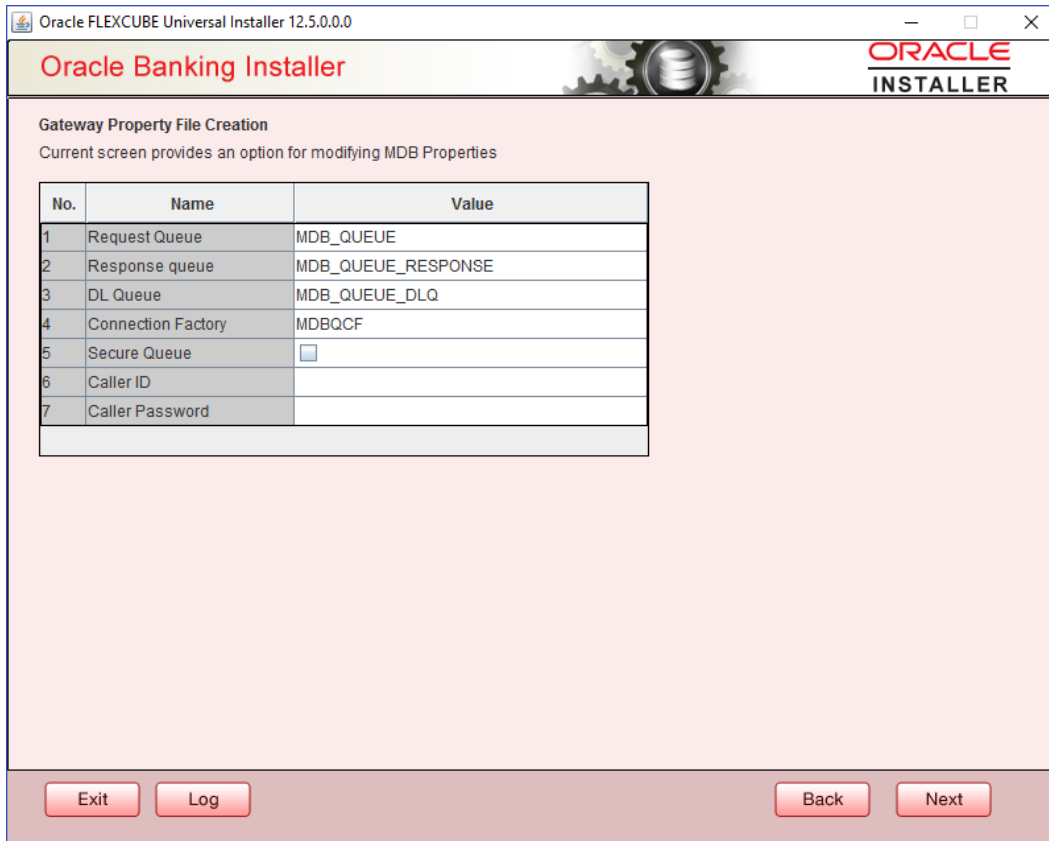 Oracle FLEXCUBE Universal Installer 12.5.0.0.0
Oracle Banking Installer
ORACLE
INSTALLER
Gateway Property File Creation
Current screen provides an option for modifying MDB Properties
No. Name Value
1 Request Queue MDB_QUEUE
2 Response queue MDB_QUEUE_RESPONSE
3 DL Queue MDB_QUEUE_DLQ
4 Connection Factory MDBQCF
5 Secure Queue
6 Caller ID
7 Caller Password
Exit Log Back Next